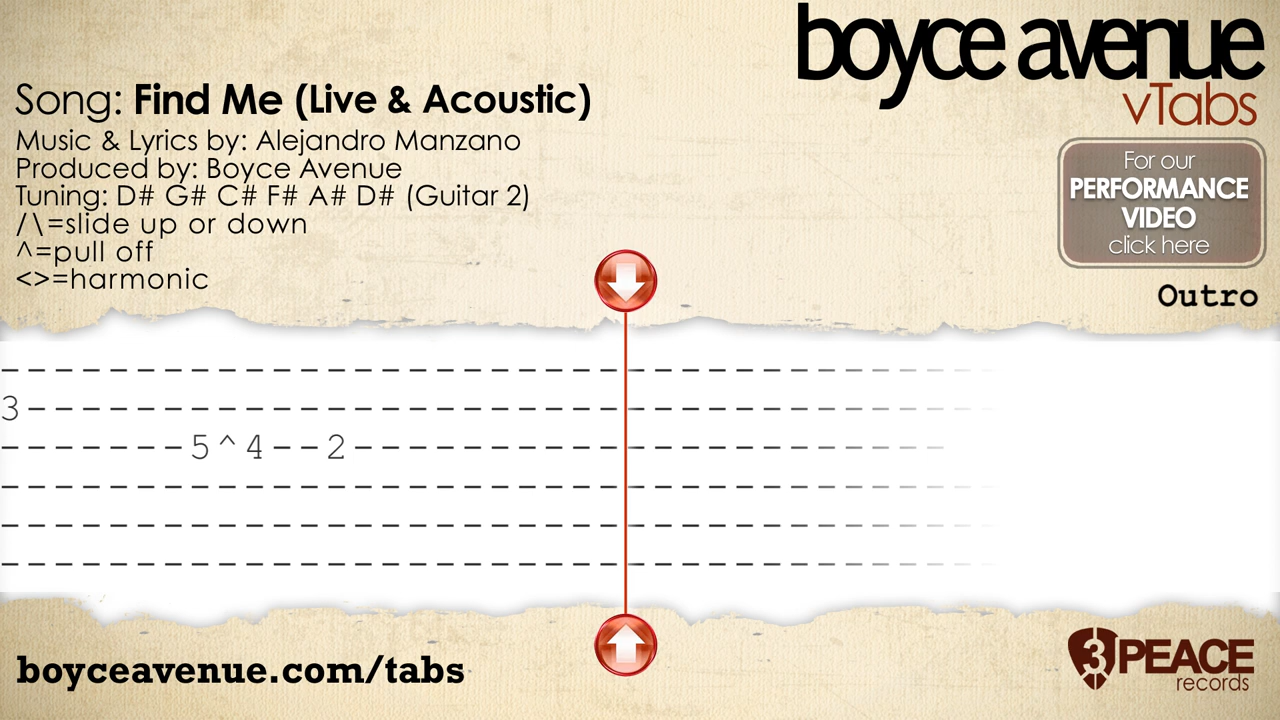 boyce avenue
vTabs
Song: Find Me (Live & Acoustic)
Music & Lyrics by: Alejandro Manzano
Produced by: Boyce Avenue
Tuning: D# G# C# F# A# D# (Guitar 2)
/\=slide up or down
^=pull off
<>=harmonic
For our
PERFORMANCE
VIDEO
click here
Outro
3
5^4--2
boyceavenue.com/tabs
3PEACE
records